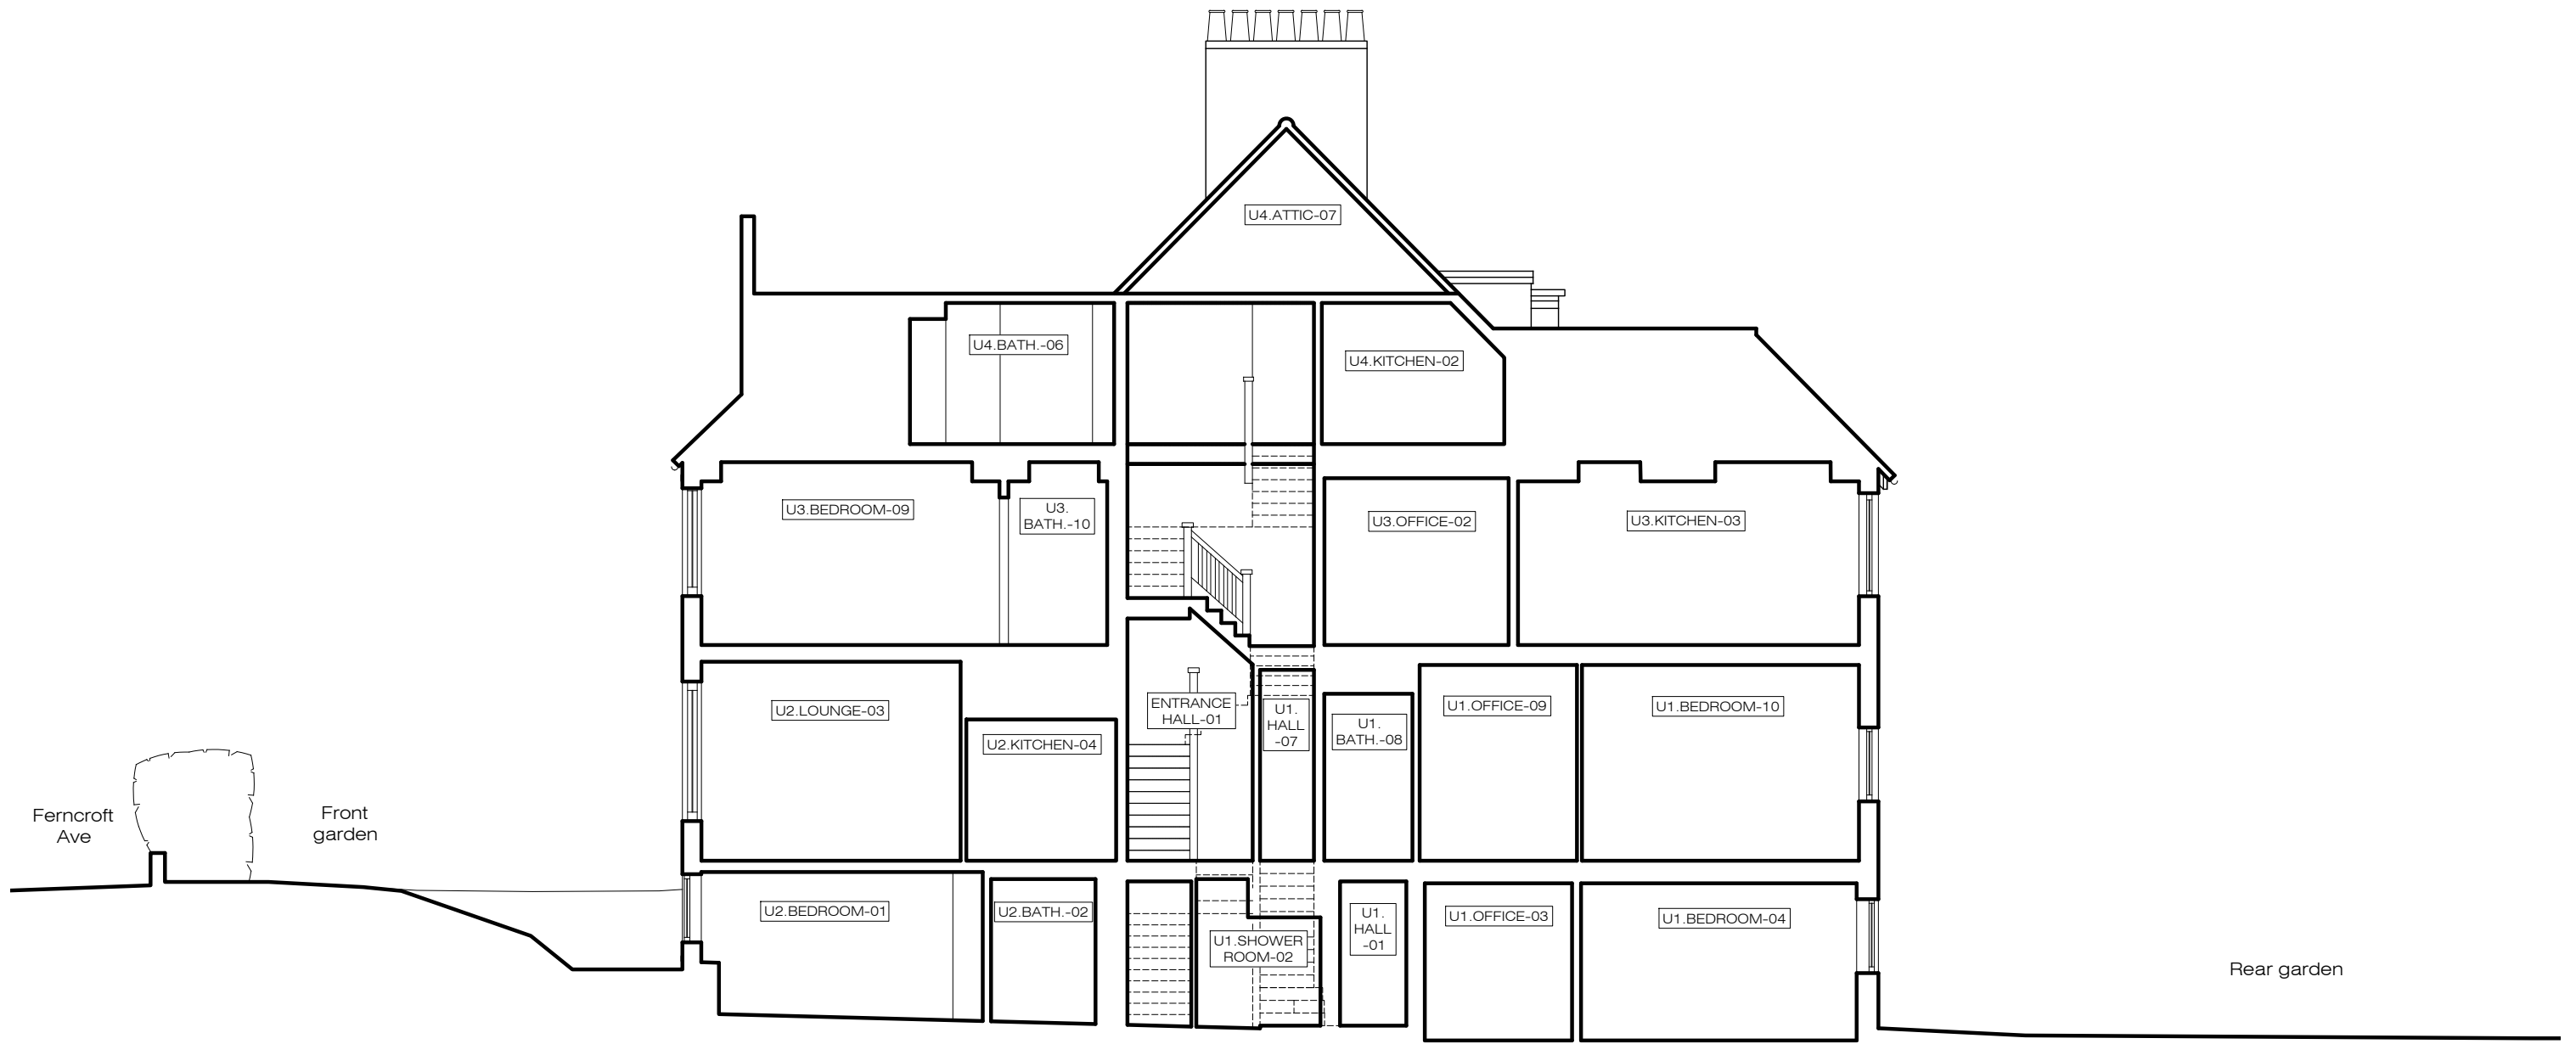 U4.ATTIC-07
U4.BATH.-06
U4.KITCHEN-02
U3.BEDROOM-09
U3.
BATH.-10
U3.OFFICE-02
U3.KITCHEN-03
U2.LOUNGE-03
U2.KITCHEN-04
ENTRANCE
HALL-01
U1.
HALL
-07
U1.
BATH.-08
U1.OFFICE-09
U1.BEDROOM-10
Ferncroft
Ave
Front
garden
U2.BEDROOM-01
U2.BATH.-02
U1.SHOWER
ROOM-02
U1.
HALL
-01
U1.OFFICE-03
U1.BEDROOM-04
Rear garden